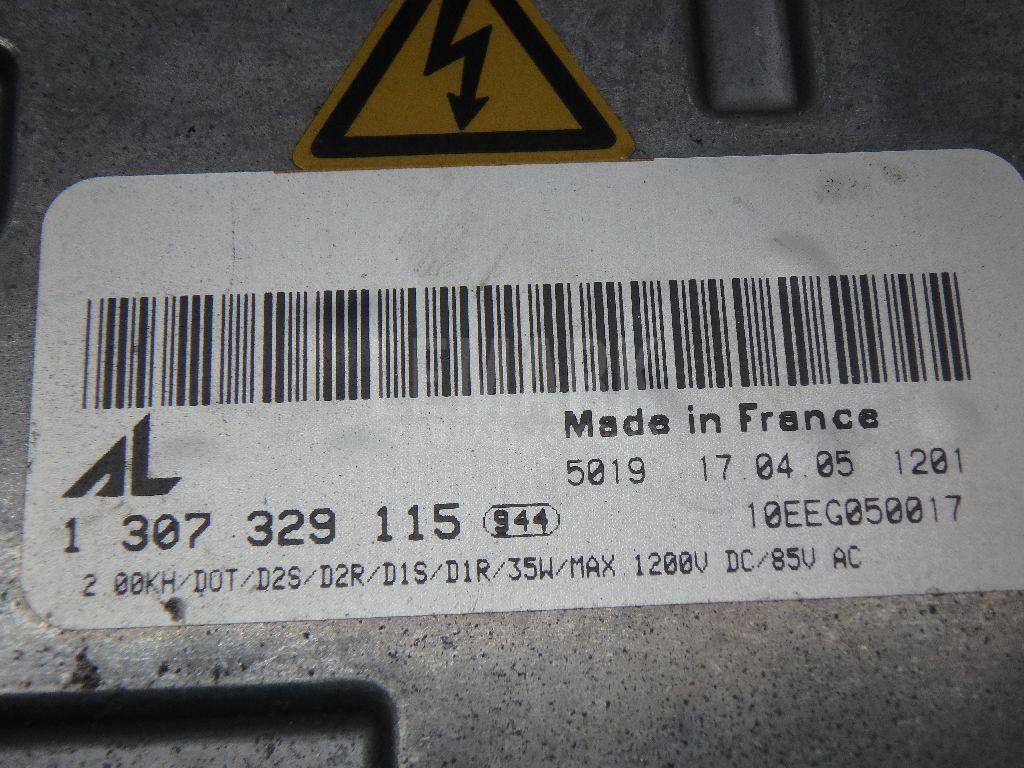 Made in France
AL
5019 17.04.05 1201
1 307 329 115 944
10EEG050017
2 00KH/DOT/D2S/D2R/D1S/D1R/35W/MAX 1200V DC/85V AC